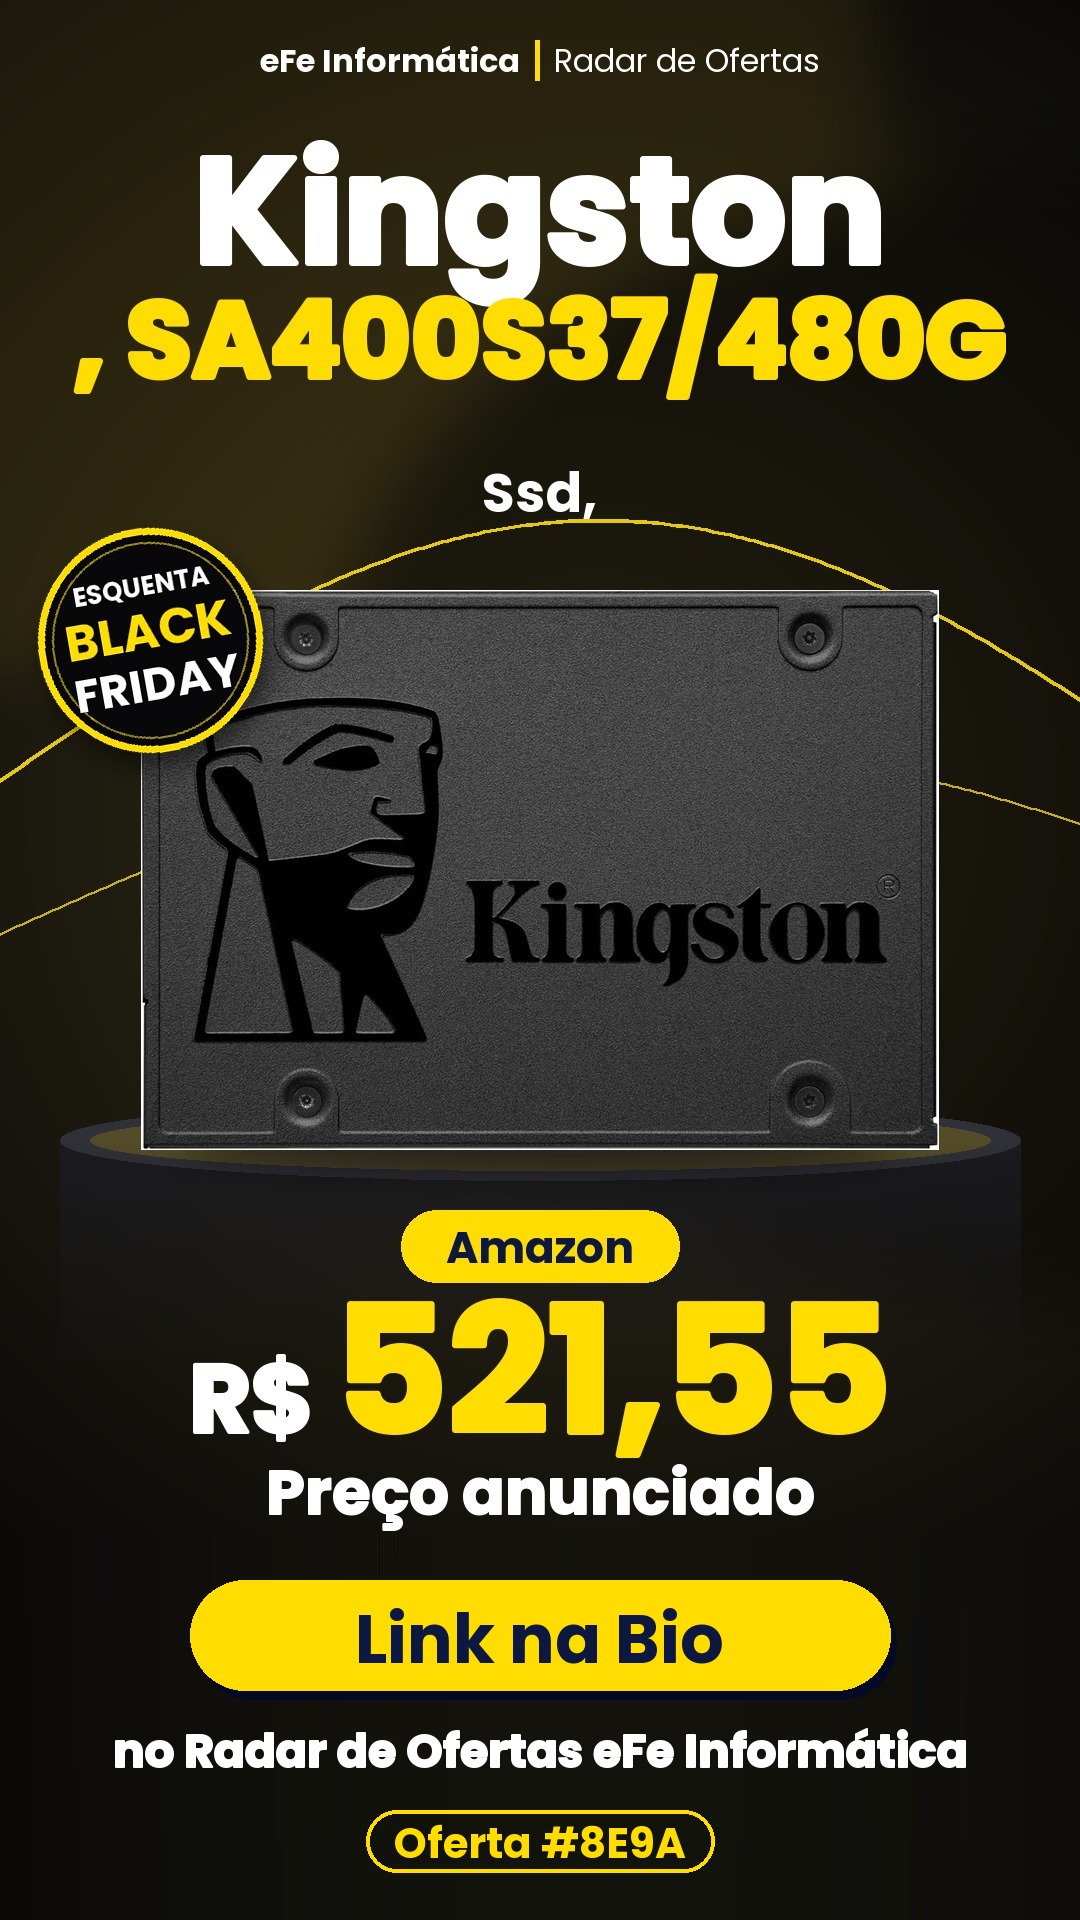 eFe Informática | Radar de Ofertas
Kingston
, SA400S37/480G
Ssd,
ESQUENTA
BLACK
FRIDAY
Kingston®
Amazon
R$ 521,55
Preço anunciado
Link na Bio
no Radar de Ofertas eFe Informática
Oferta #8E9A